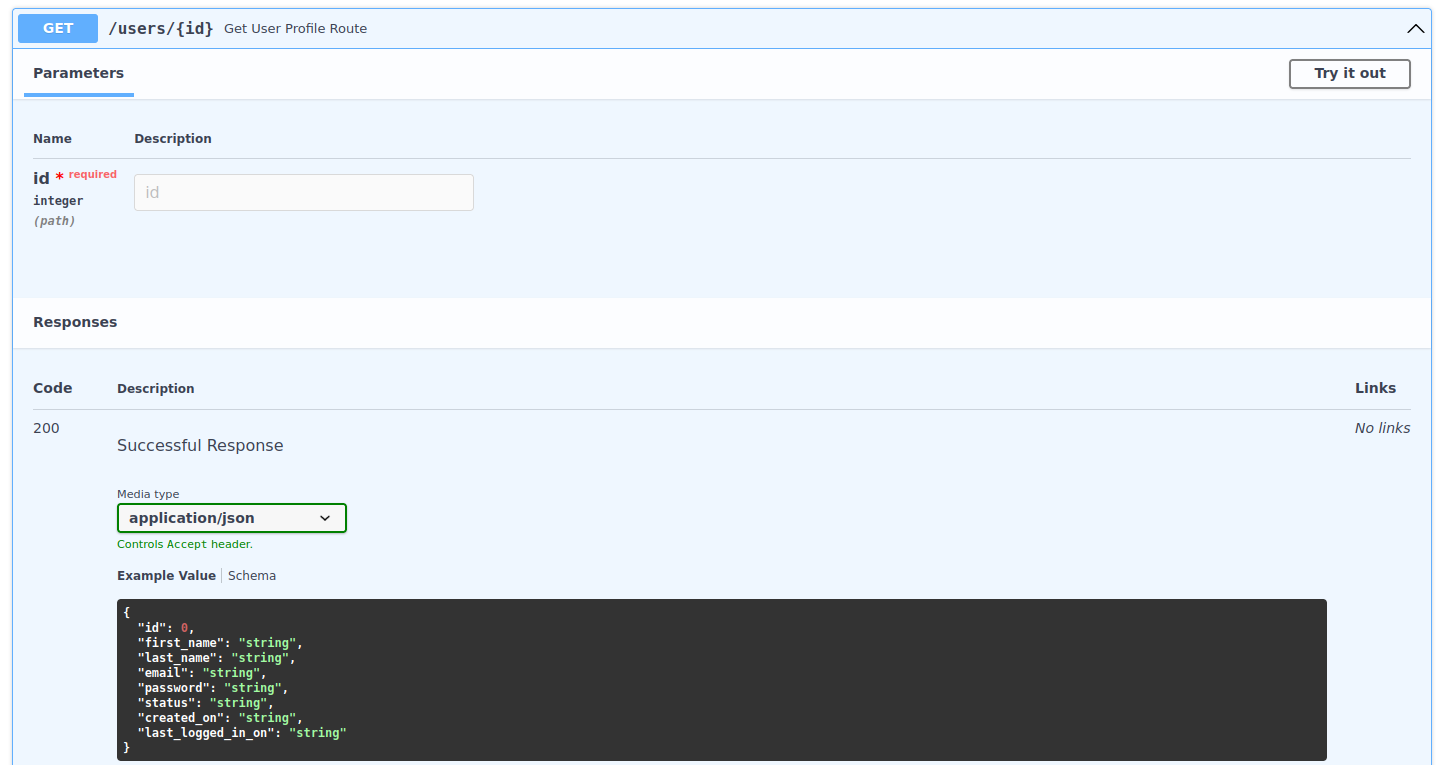 GET /users/{id} Get User Profile Route
Parameters Try it out
Name Description
id * required
integer
(path)
id
Responses
Code Description Links
200 No links
Successful Response
Media type
application/json
Controls Accept header.
Example Value Schema
{
  "id": 0,
  "first_name": "string",
  "last_name": "string",
  "email": "string",
  "password": "string",
  "status": "string",
  "created_on": "string",
  "last_logged_in_on": "string"
}